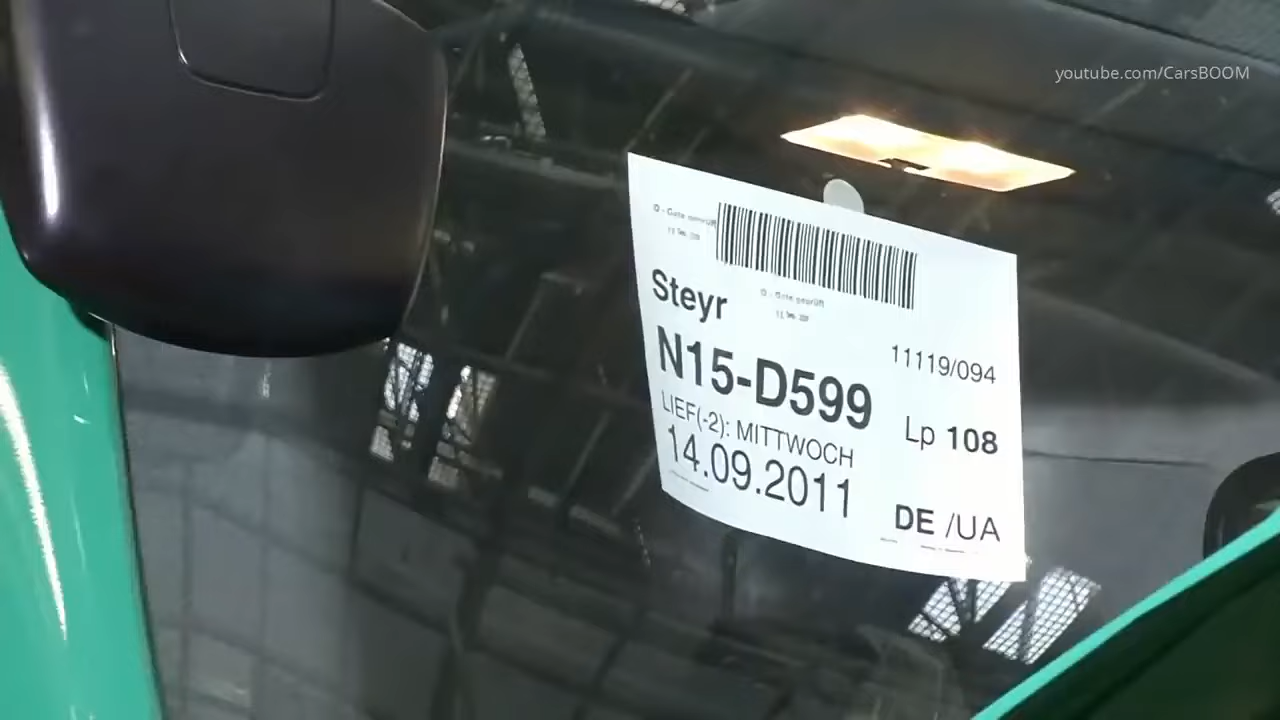 youtube.com/CarsBOOM
Steyr
11119/094
N15-D599
Lp 108
LIEF(-2): MITTWOCH
14.09.2011
DE /UA